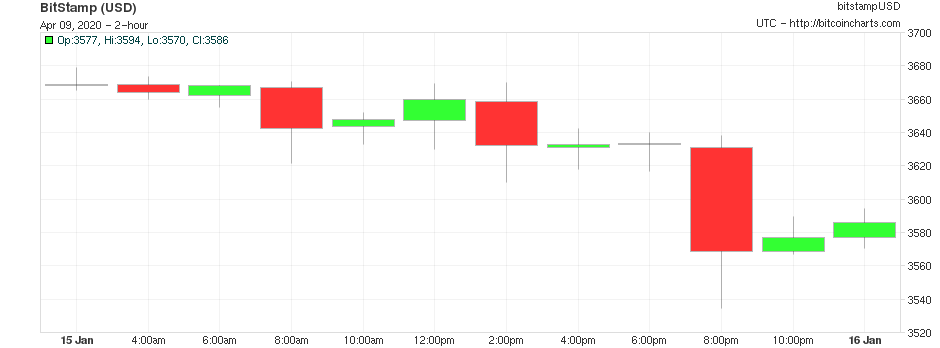 BitStamp (USD)
bitstampUSD
Apr 09, 2020 - 2-hour
UTC - http://bitcoincharts.com
Op:3577, Hi:3594, Lo:3570, Cl:3586
3700
3680
3660
3640
3620
3600
3580
3560
3540
3520
15 Jan 4:00am 6:00am 8:00am 10:00pm 12:00pm 2:00pm 4:00pm 6:00pm 8:00pm 10:00pm 16 Jan